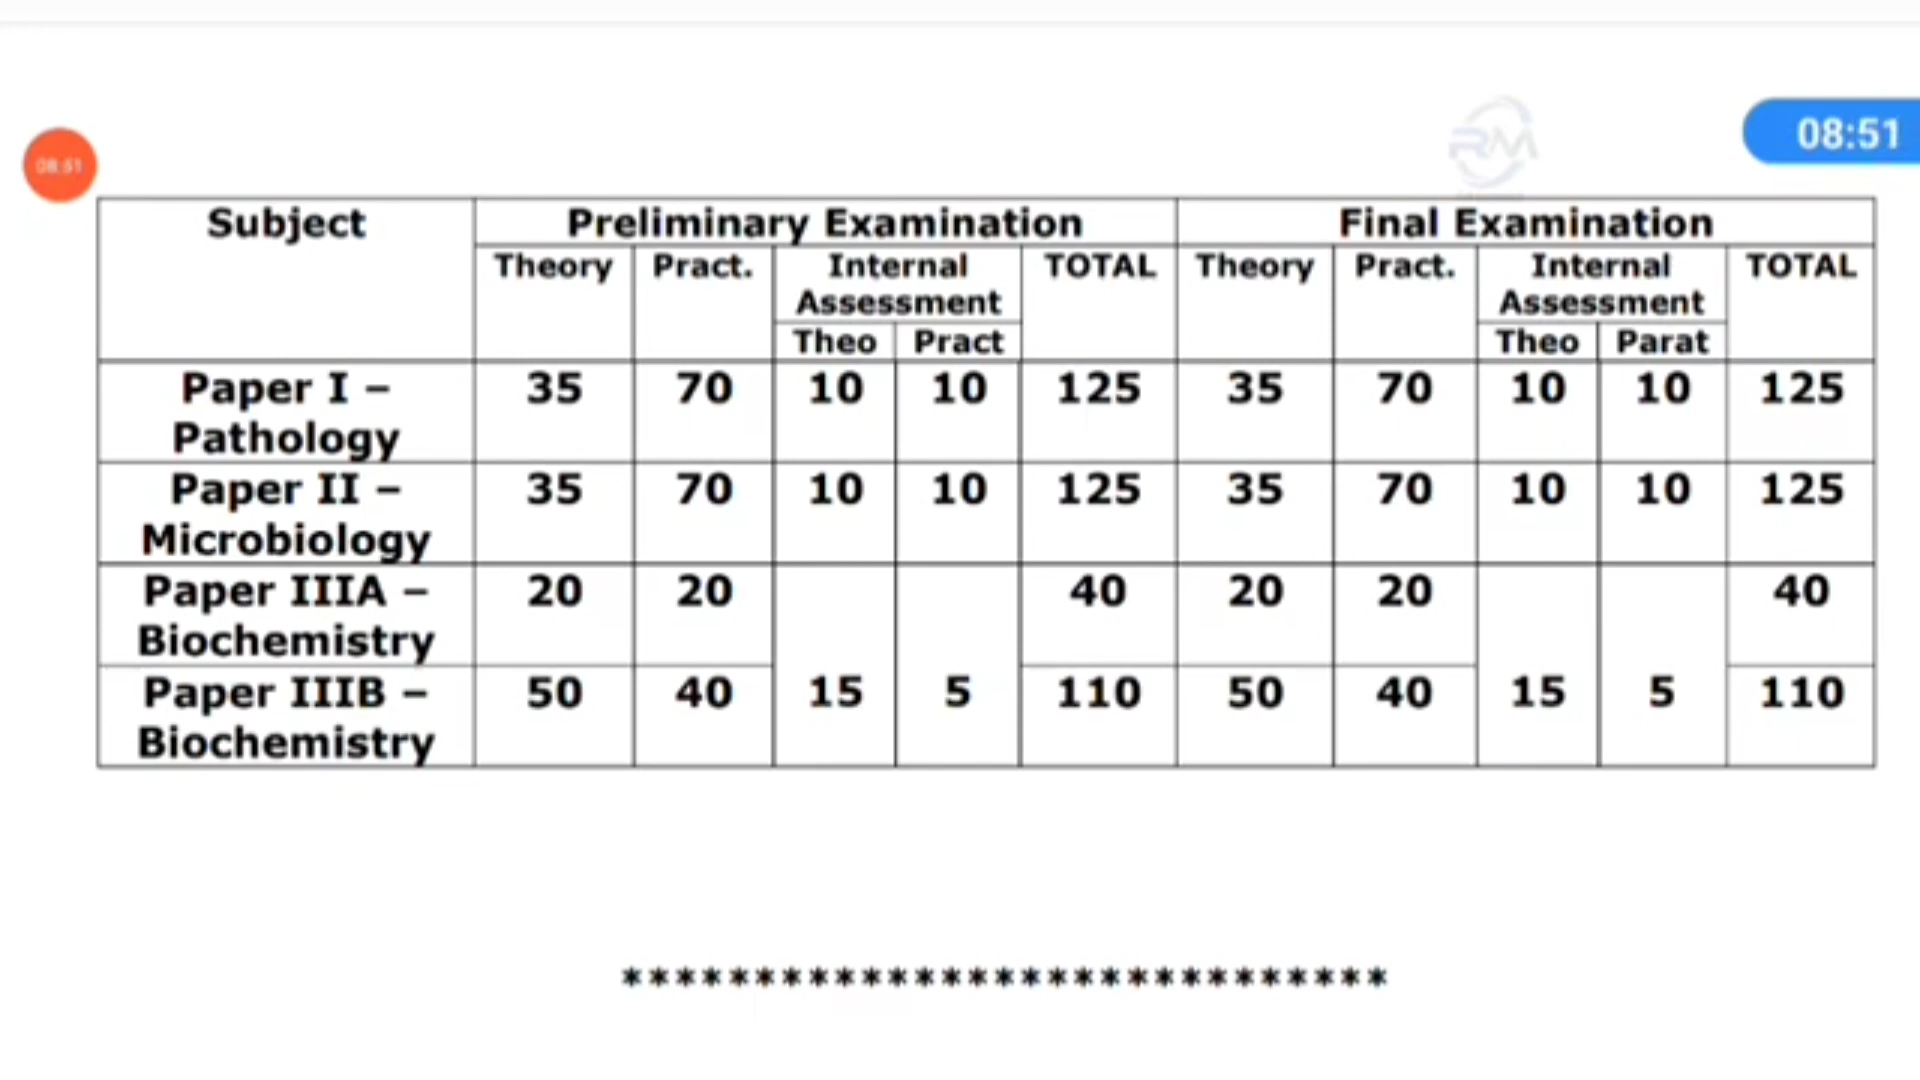 08:51
RM
08:51
Subject Preliminary Examination Final Examination
Theory Pract. Internal Assessment TOTAL Theory Pract. Internal Assessment TOTAL
Theo Pract Theo Parat
Paper I – Pathology 35 70 10 10 125 35 70 10 10 125
Paper II – Microbiology 35 70 10 10 125 35 70 10 10 125
Paper IIIA – Biochemistry 20 20 40 20 20 40
Paper IIIB – Biochemistry 50 40 15 5 110 50 40 15 5 110
*****************************